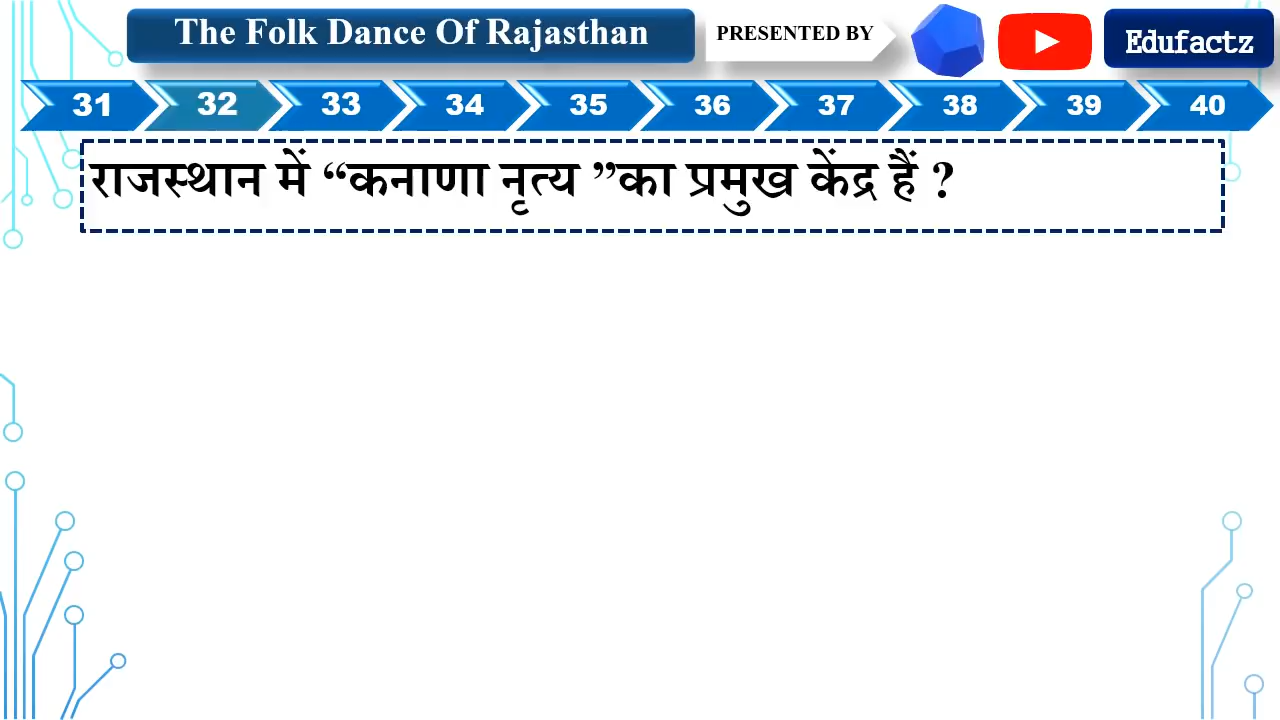 The Folk Dance Of Rajasthan
PRESENTED BY
Edufactz
31 32 33 34 35 36 37 38 39 40
राजस्थान में “कनाणा नृत्य ”का प्रमुख केंद्र हैं ?